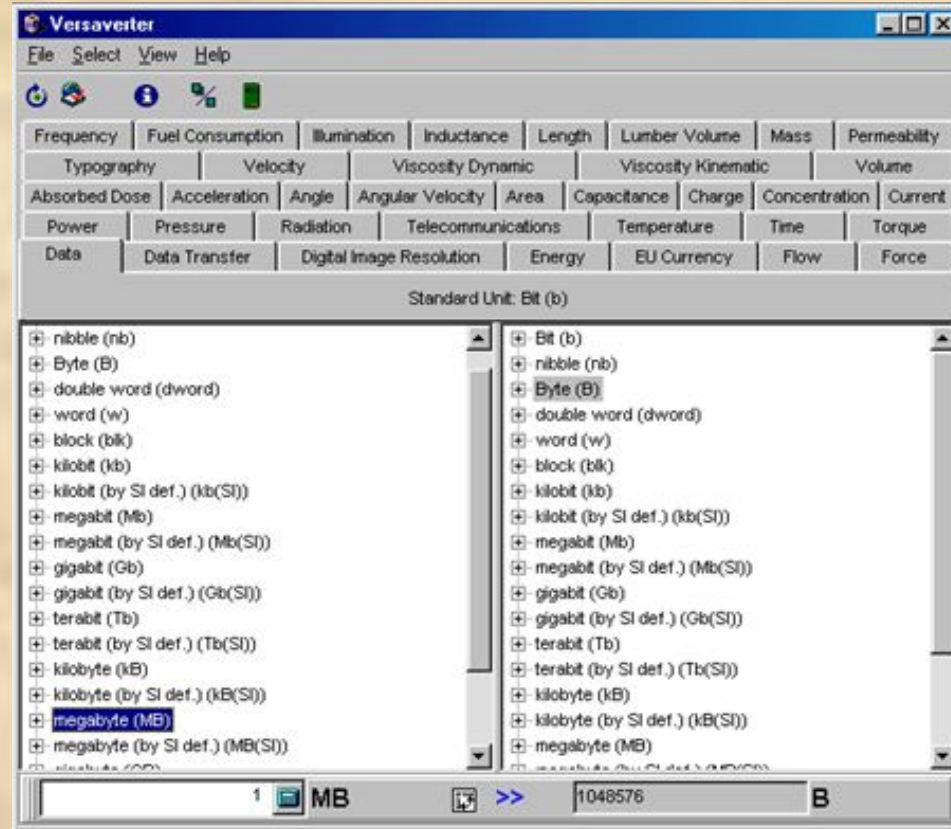 Versaverter
File Select View Help
Frequency Fuel Consumption Illumination Inductance Length Lumber Volume Mass Permeability
Typography Velocity Viscosity Dynamic Viscosity Kinematic Volume
Absorbed Dose Acceleration Angle Angular Velocity Area Capacitance Charge Concentration Current
Power Pressure Radiation Telecommunications Temperature Time Torque
Data Data Transfer Digital Image Resolution Energy EU Currency Flow Force
Standard Unit: Bit (b)
nibble (nb)
Byte (B)
double word (dword)
word (w)
block (blk)
kilobit (kb)
kilobit (by SI def.) (kb(SI))
megabit (Mb)
megabit (by SI def.) (Mb(SI))
gigabit (Gb)
gigabit (by SI def.) (Gb(SI))
terabit (Tb)
terabit (by SI def.) (Tb(SI))
kilobyte (kB)
kilobyte (by SI def.) (kB(SI))
megabyte (MB)
megabyte (by SI def.) (MB(SI))
Bit (b)
nibble (nb)
Byte (B)
double word (dword)
word (w)
block (blk)
kilobit (kb)
kilobit (by SI def.) (kb(SI))
megabit (Mb)
megabit (by SI def.) (Mb(SI))
gigabit (Gb)
gigabit (by SI def.) (Gb(SI))
terabit (Tb)
terabit (by SI def.) (Tb(SI))
kilobyte (kB)
kilobyte (by SI def.) (kB(SI))
megabyte (MB)
1 MB >> 1048576 B